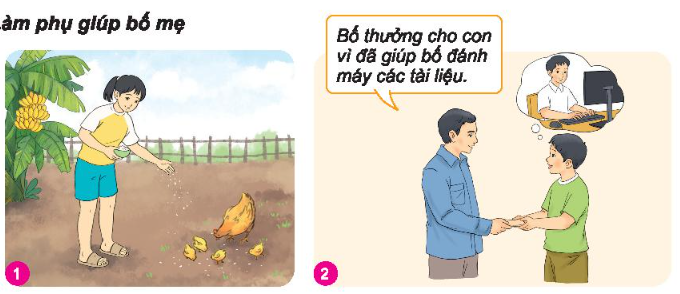 àm phụ giúp bố mẹ
Bố thưởng cho con
vì đã giúp bố đánh
máy các tài liệu.
1
2